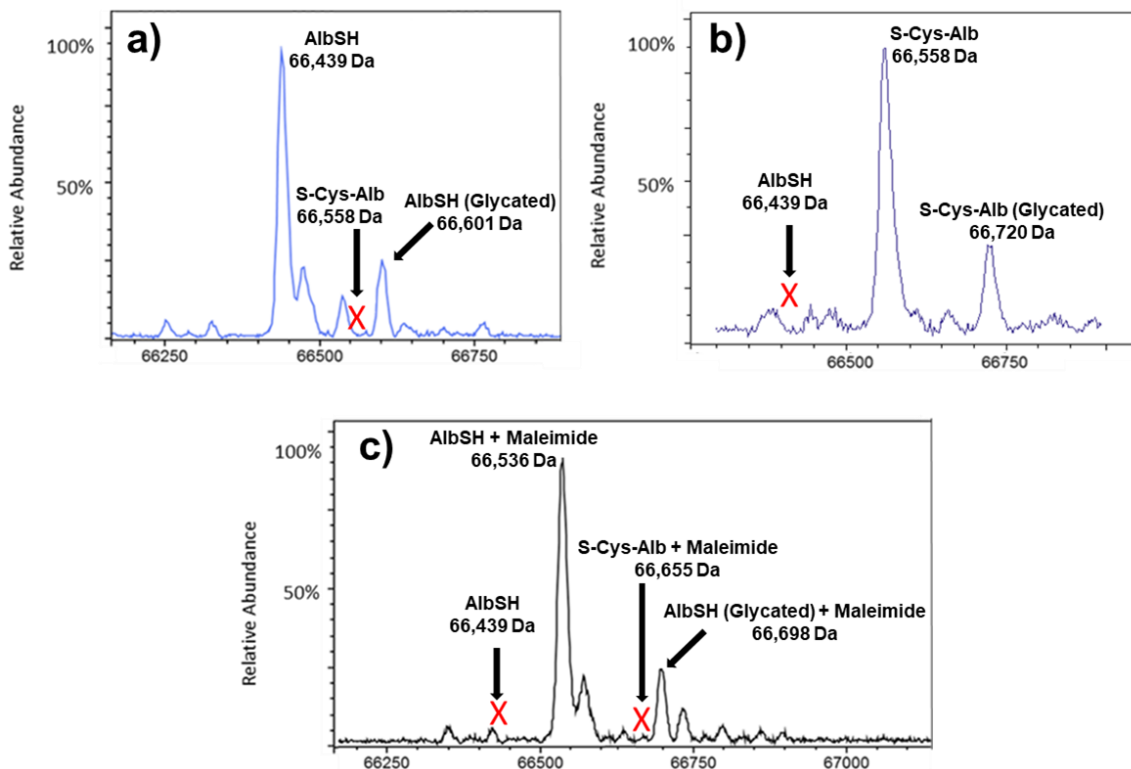 a)
AlbSH
66,439 Da
S-Cys-Alb
66,558 Da
AlbSH (Glycated)
66,601 Da
100%
50%
Relative Abundance
66250
66500
66750
b)
S-Cys-Alb
66,558 Da
AlbSH
66,439 Da
S-Cys-Alb (Glycated)
66,720 Da
100%
50%
Relative Abundance
66500
66750
c)
AlbSH + Maleimide
66,536 Da
S-Cys-Alb + Maleimide
66,655 Da
AlbSH
66,439 Da
AlbSH (Glycated) + Maleimide
66,698 Da
100%
50%
Relative Abundance
66250
66500
66750
67000